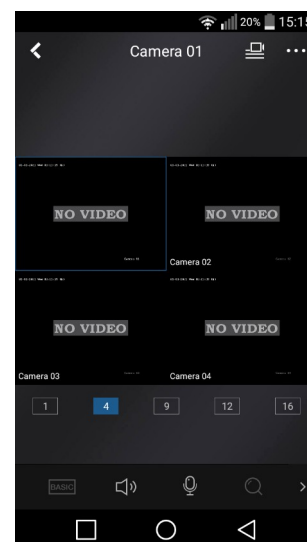 20% 15:15
Camera 01
NO VIDEO
NO VIDEO
Camera 02
NO VIDEO
NO VIDEO
Camera 03
Camera 04
1 4 9 12 16
BASIC